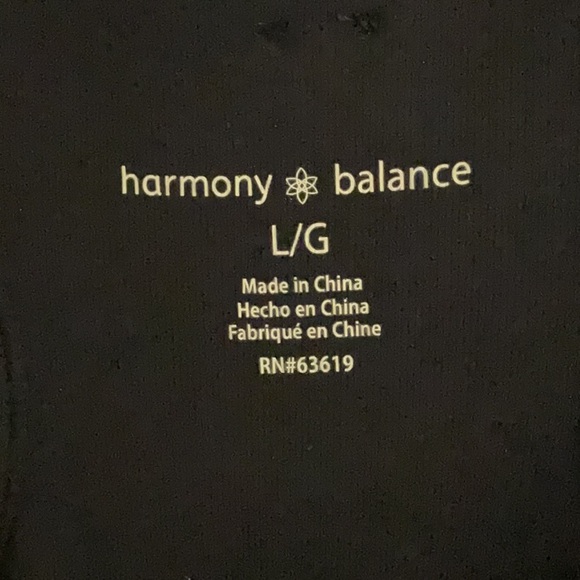 harmony balance
L/G
Made in China
Hecho en China
Fabriqué en Chine
RN#63619